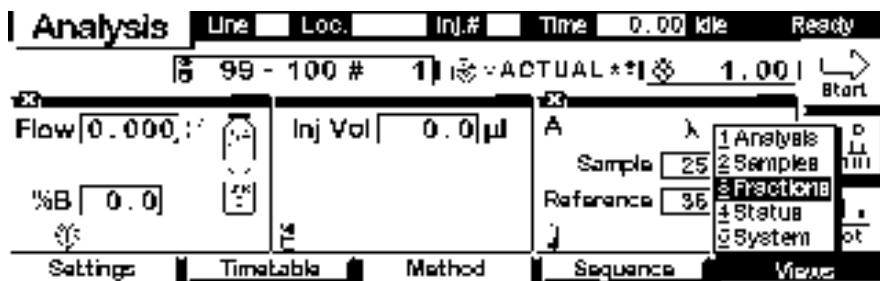 Analysis Line Loc. Inj.# Time 0.00 Idle Ready
99 - 100 # 1 ACTUAL 1.00
Start
Flow 0.000 Inj Vol 0.0 µl A λ
Sample 25
%B 0.0 Reference 36
1 Analysis
2 Samples
3 Fractions
4 Status
5 System
Settings Timetable Method Sequence Views